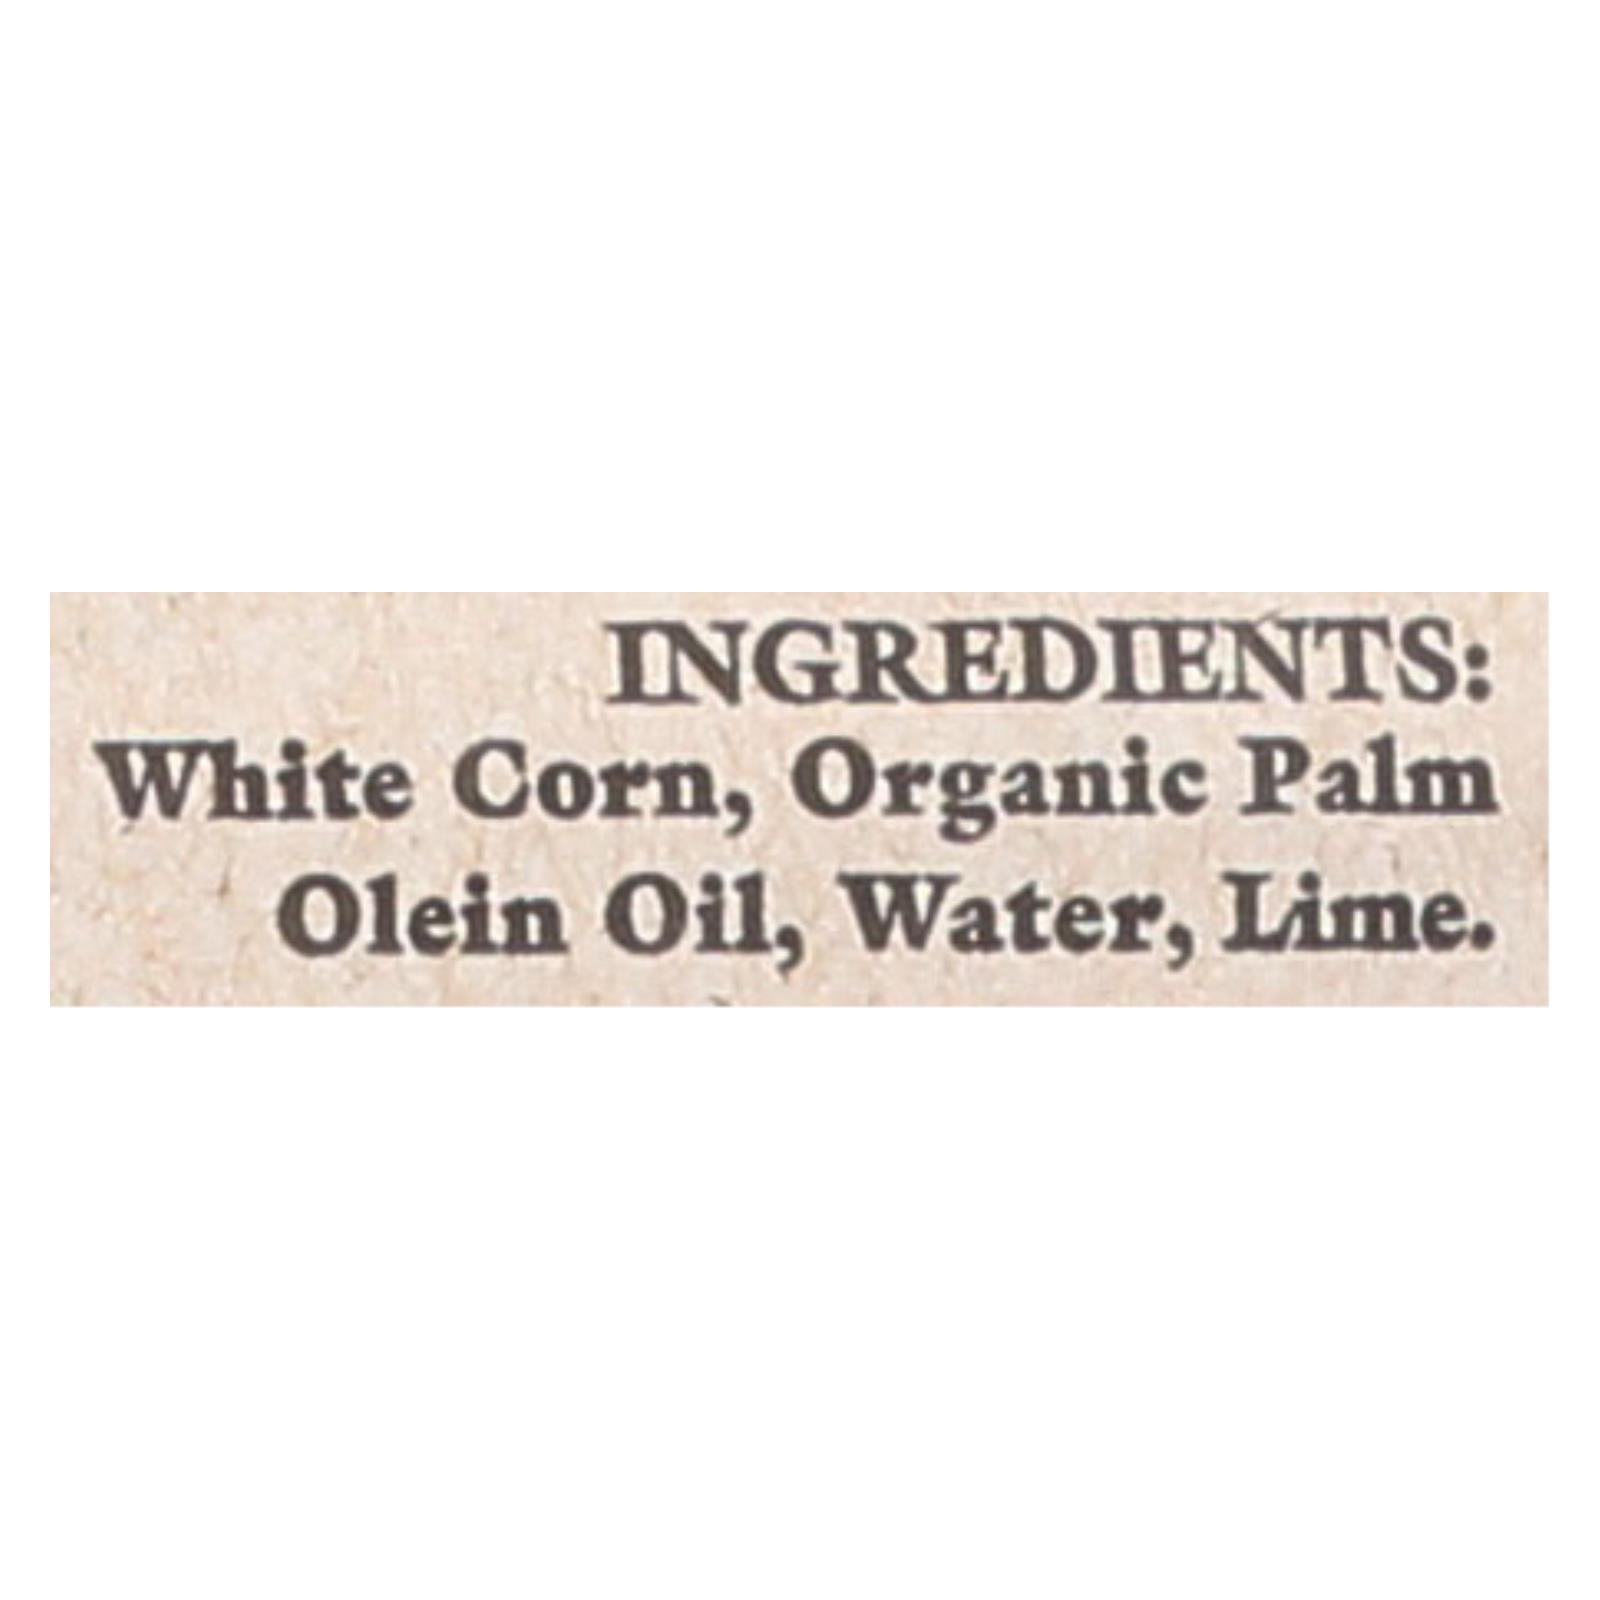 INGREDIENTS:
White Corn, Organic Palm
Olein Oil, Water, Lime.